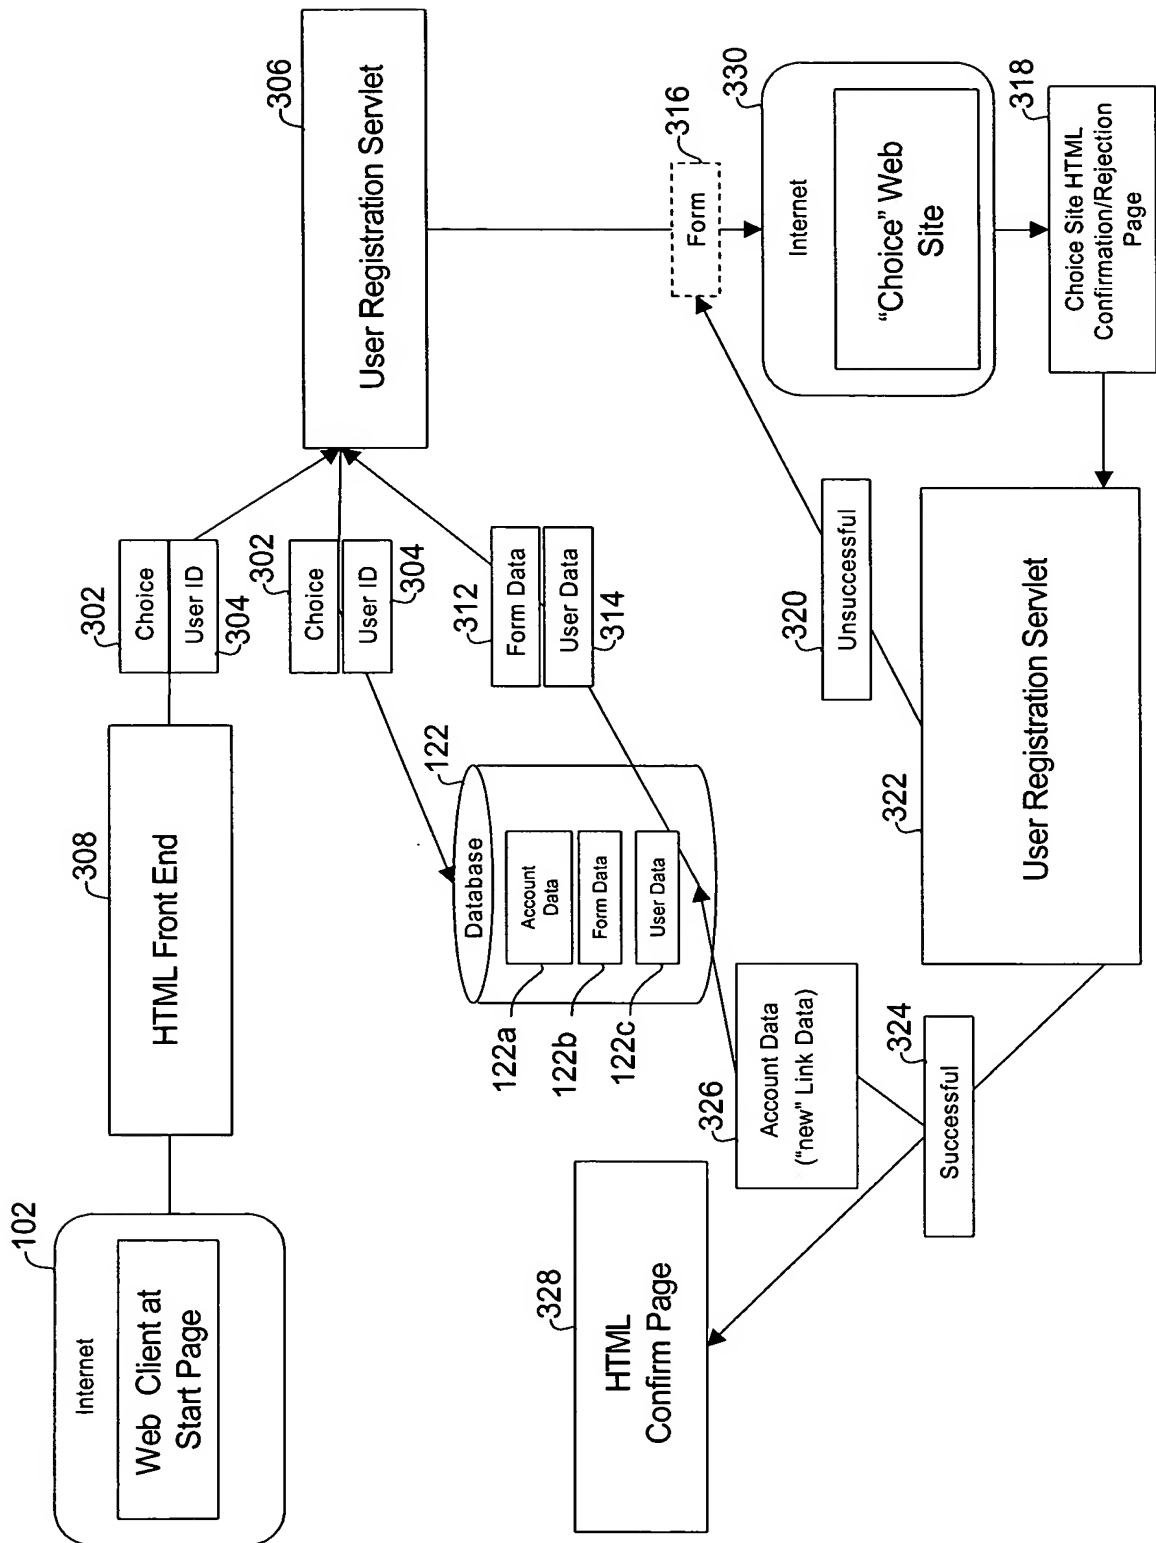 102
Internet
Web Client at
Start Page
308
HTML Front End
302
Choice
User ID
304
306
User Registration Servlet
302
Choice
User ID
304
312
Form Data
User Data
314
122
Database
Account
Data
Form Data
User Data
122a
122b
122c
316
Form
330
Internet
“Choice” Web
Site
318
Choice Site HTML
Confirmation/Rejection
Page
320
Unsuccessful
322
User Registration Servlet
324
Successful
326
Account Data
("new" Link Data)
328
HTML
Confirm Page